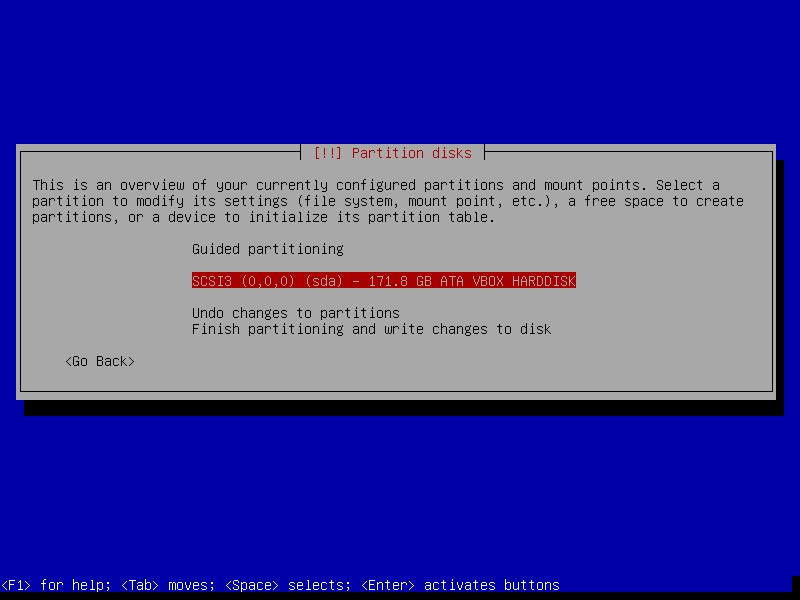 [!!] Partition disks
This is an overview of your currently configured partitions and mount points. Select a
partition to modify its settings (file system, mount point, etc.), a free space to create
partitions, or a device to initialize its partition table.
Guided partitioning
SCSI3 (0,0,0) (sda) - 171.8 GB ATA VBOX HARDDISK
Undo changes to partitions
Finish partitioning and write changes to disk
<Go Back>
<F1> for help; <Tab> moves; <Space> selects; <Enter> activates buttons